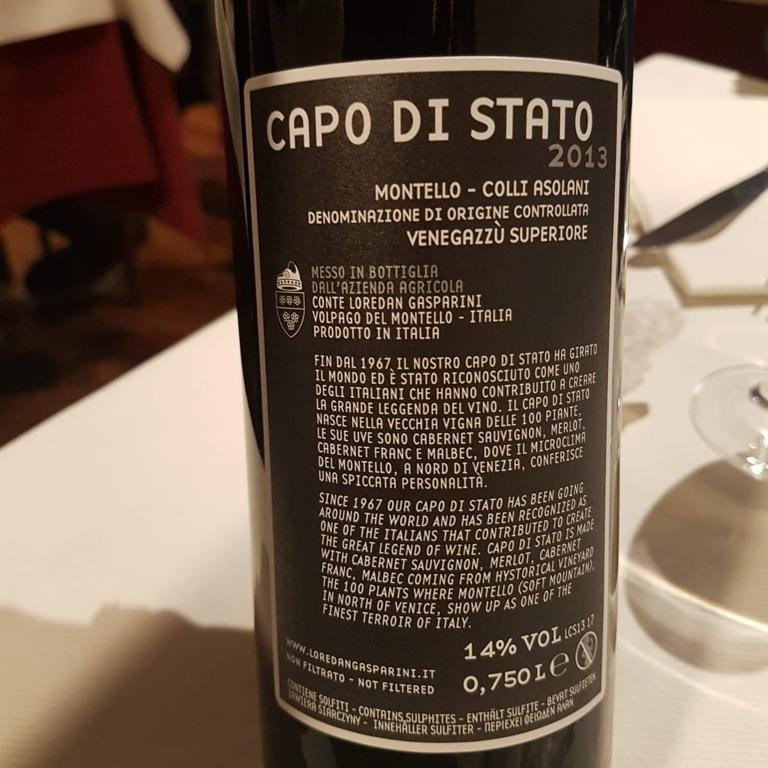 CAPO DI STATO
2013
MONTELLO - COLLI ASOLANI
DENOMINAZIONE DI ORIGINE CONTROLLATA
VENEGAZZÙ SUPERIORE
MESSO IN BOTTIGLIA
DALL'AZIENDA AGRICOLA
CONTE LOREDAN GASPARINI
VOLPAGO DEL MONTELLO - ITALIA
PRODOTTO IN ITALIA
FIN DAL 1967 IL NOSTRO CAPO DI STATO HA GIRATO
IL MONDO ED È STATO RICONOSCIUTO COME UNO
DEGLI ITALIANI CHE HANNO CONTRIBUITO A CREARE
LA GRANDE LEGGENDA DEL VINO. IL CAPO DI STATO
NASCE NELLA VECCHIA VIGNA DELLE 100 PIANTE,
LE SUE UVE SONO CABERNET SAUVIGNON, MERLOT,
CABERNET FRANC E MALBEC, DOVE IL MICROCLIMA
DEL MONTELLO, A NORD DI VENEZIA, CONFERISCE
UNA SPICCATA PERSONALITÀ.
SINCE 1967 OUR CAPO DI STATO HAS BEEN GOING
AROUND THE WORLD AND HAS BEEN RECOGNIZED AS
ONE OF THE ITALIANS THAT CONTRIBUTED TO CREATE
THE GREAT LEGEND OF WINE. CAPO DI STATO IS MADE
WITH CABERNET SAUVIGNON, MERLOT, CABERNET
FRANC, MALBEC COMING FROM HYSTORICAL VINEYARD
THE 100 PLANTS WHERE MONTELLO (SOFT MOUNTAIN),
IN NORTH OF VENICE, SHOW UP AS ONE OF THE
FINEST TERROIR OF ITALY.
14% VOL LCS13 17
WWW.LOREDANGASPARINI.IT
NON FILTRATO - NOT FILTERED
0,750 L e
CONTIENE SOLFITI - CONTAINS SULPHITES - ENTHÄLT SULFITE - BEVAT SULFIETEN
ZAWIERA SIARCZYNY - INNEHÅLLER SULFITER - ΠΕΡΙΕΧΕΙ ΘΕΙΩΔΕΝ ΑΛΑΝ